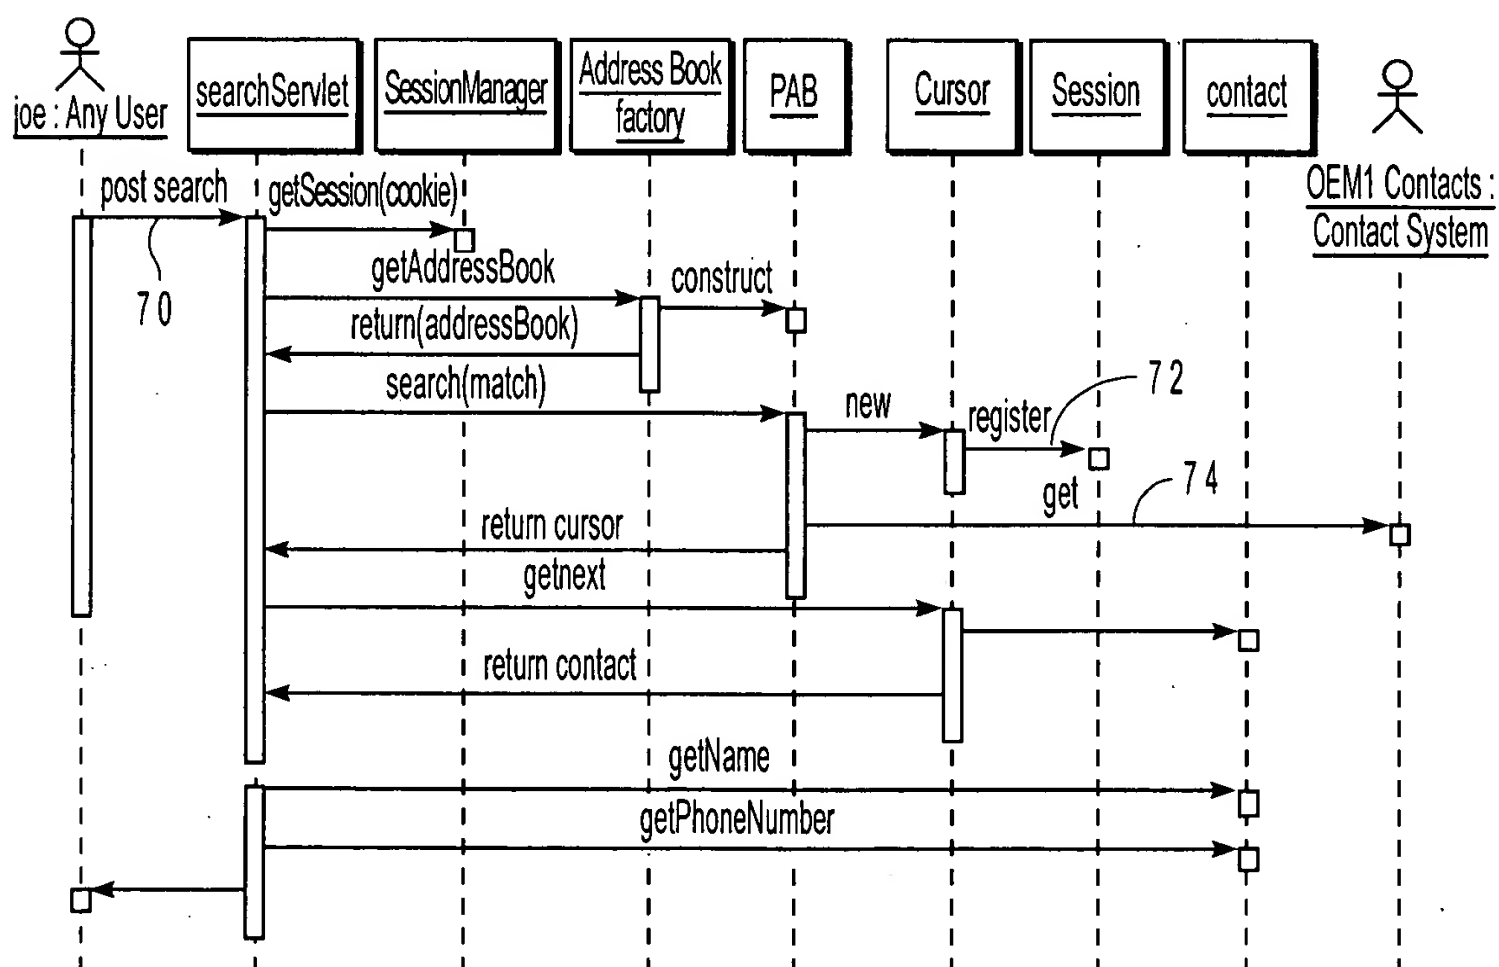 joe : Any User
searchServlet
SessionManager
Address Book
factory
PAB
Cursor
Session
contact
OEM1 Contacts :
Contact System
post search
getSession(cookie)
70
getAddressBook
construct
return(addressBook)
search(match)
new
register
72
get
74
return cursor
getnext
return contact
getName
getPhoneNumber